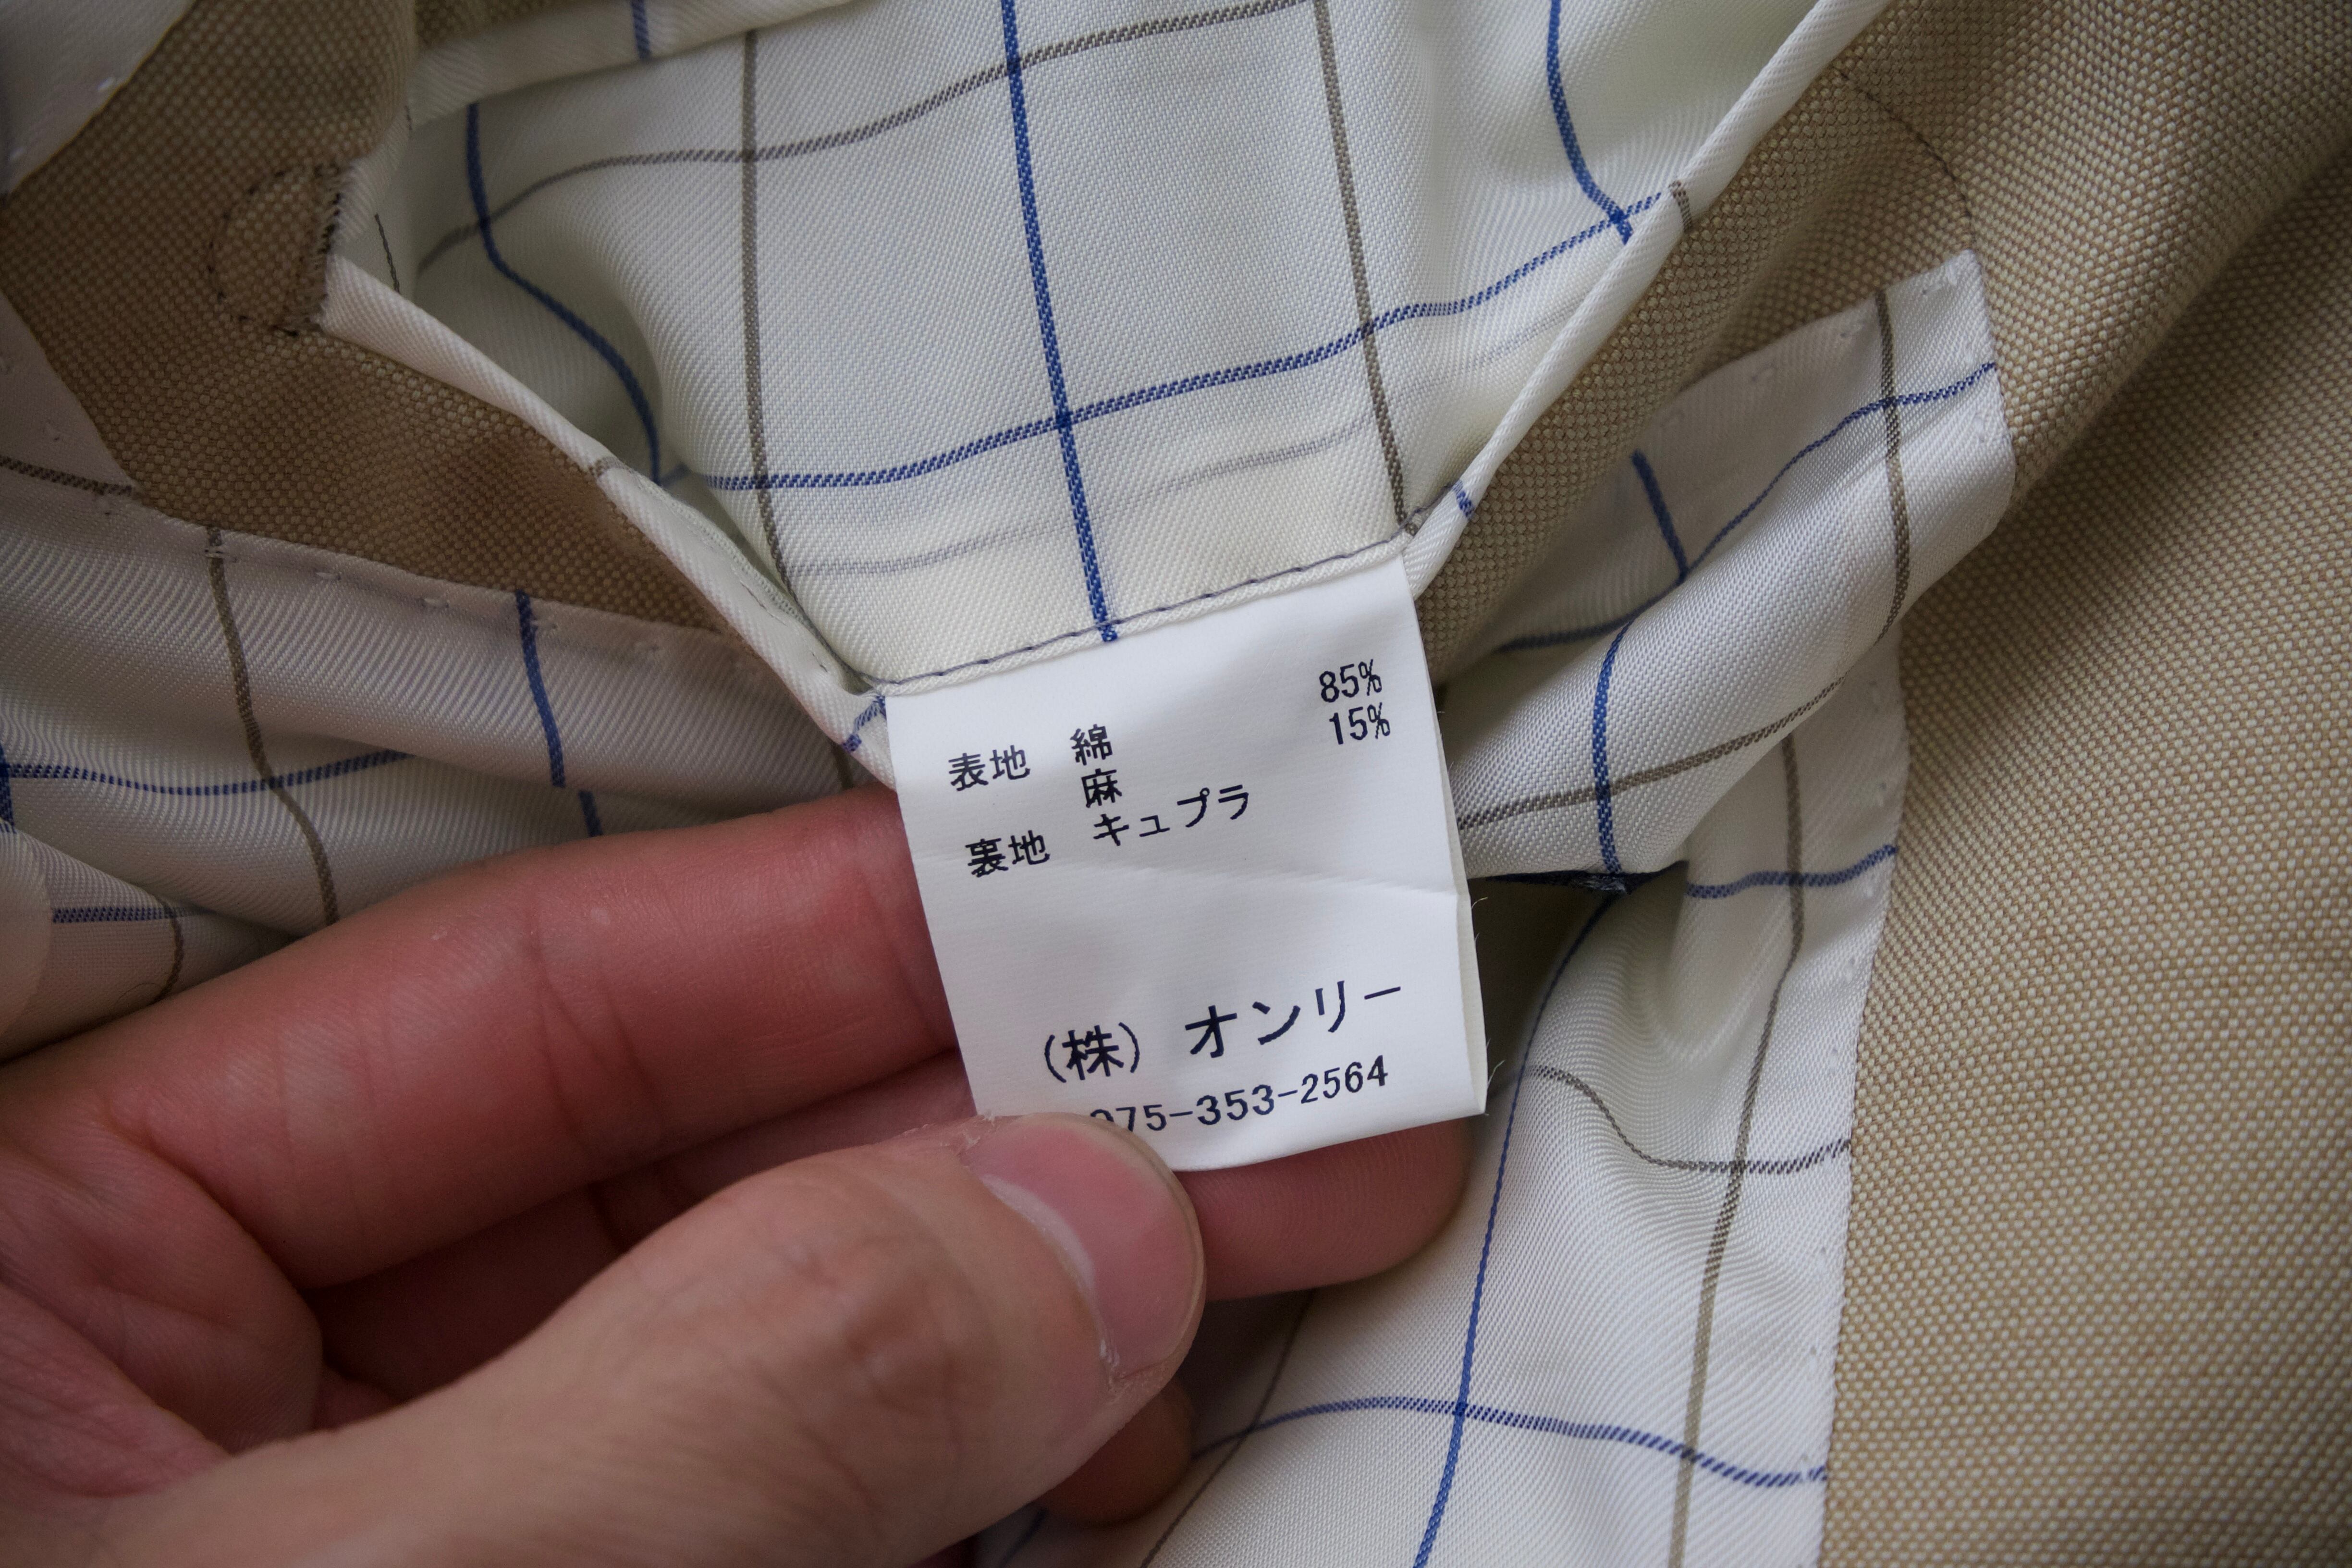 表地 綿 85%
麻 15%
裏地 キュプラ
(株) オンリー
075-353-2564